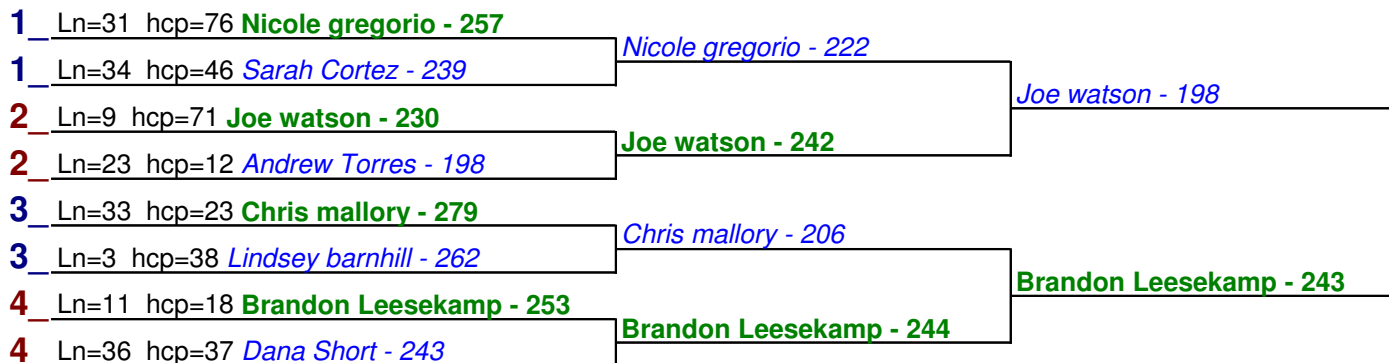 1_ Ln=31 hcp=76 Nicole gregorio - 257
Nicole gregorio - 222
1_ Ln=34 hcp=46 Sarah Cortez - 239
Joe watson - 198
2_ Ln=9 hcp=71 Joe watson - 230
Joe watson - 242
2_ Ln=23 hcp=12 Andrew Torres - 198
3_ Ln=33 hcp=23 Chris mallory - 279
Chris mallory - 206
3_ Ln=3 hcp=38 Lindsey barnhill - 262
Brandon Leesekamp - 243
4_ Ln=11 hcp=18 Brandon Leesekamp - 253
Brandon Leesekamp - 244
4 Ln=36 hcp=37 Dana Short - 243